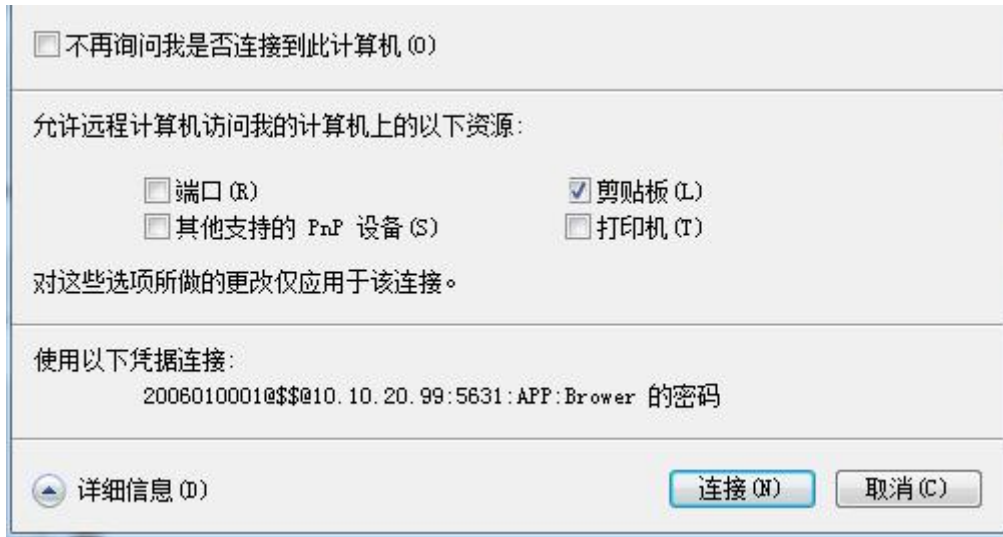 不再询问我是否连接到此计算机(O)
允许远程计算机访问我的计算机上的以下资源:
端口(R)
剪贴板(L)
其他支持的 PnP 设备(S)
打印机(T)
对这些选项所做的更改仅应用于该连接。
使用以下凭据连接:
2006010001@$$@10.10.20.99:5631:APP:Brower 的密码
详细信息(D)
连接(N)
取消(C)